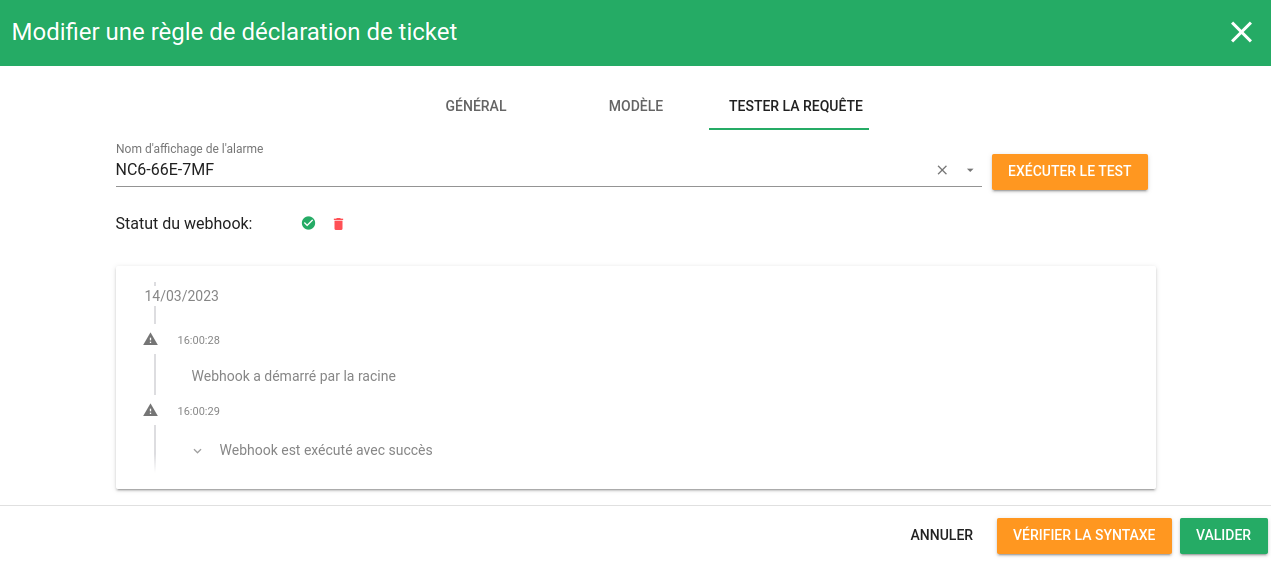 Modifier une règle de déclaration de ticket
GÉNÉRAL MODÈLE TESTER LA REQUÊTE
Nom d'affichage de l'alarme
NC6-66E-7MF
EXÉCUTER LE TEST
Statut du webhook:
14/03/2023
16:00:28
Webhook a démarré par la racine
16:00:29
Webhook est exécuté avec succès
ANNULER VÉRIFIER LA SYNTAXE VALIDER